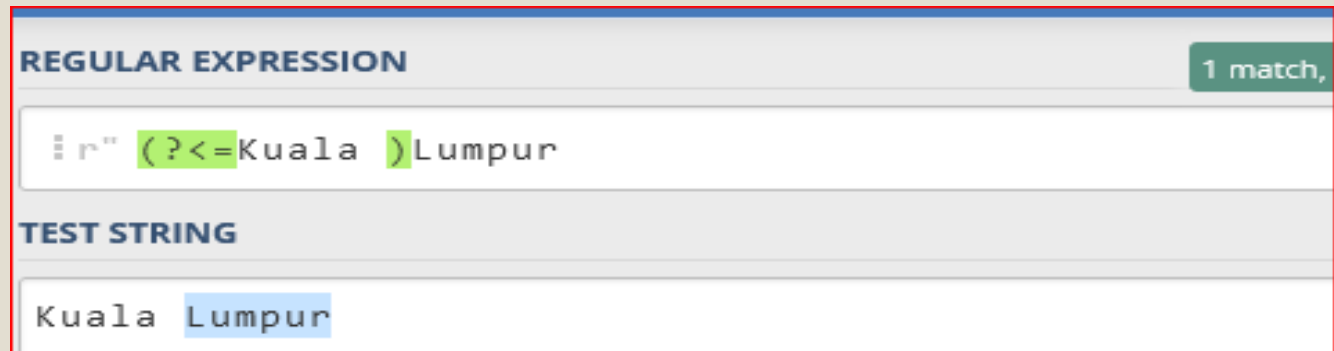 REGULAR EXPRESSION
1 match,
r" (?<=Kuala )Lumpur
TEST STRING
Kuala Lumpur